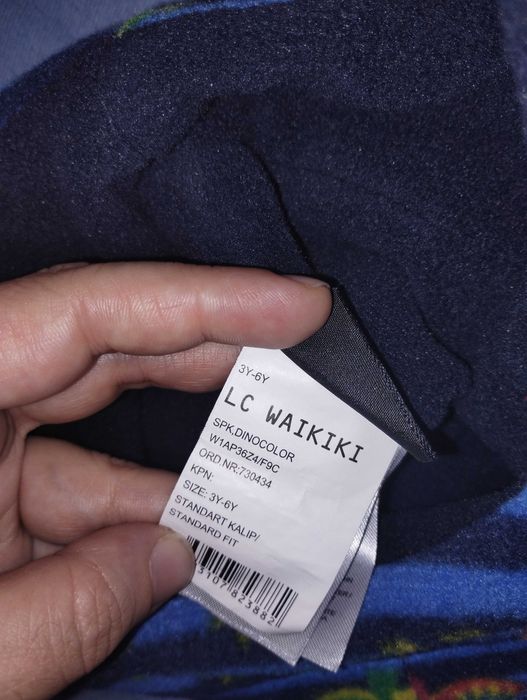 3Y-6Y
LC WAIKIKI
SPK,DINOCOLOR
W1AP36Z4/F9C
ORD.NR:730434
KPN:
SIZE: 3Y-6Y
STANDART KALIP/
STANDARD FIT
3107823882